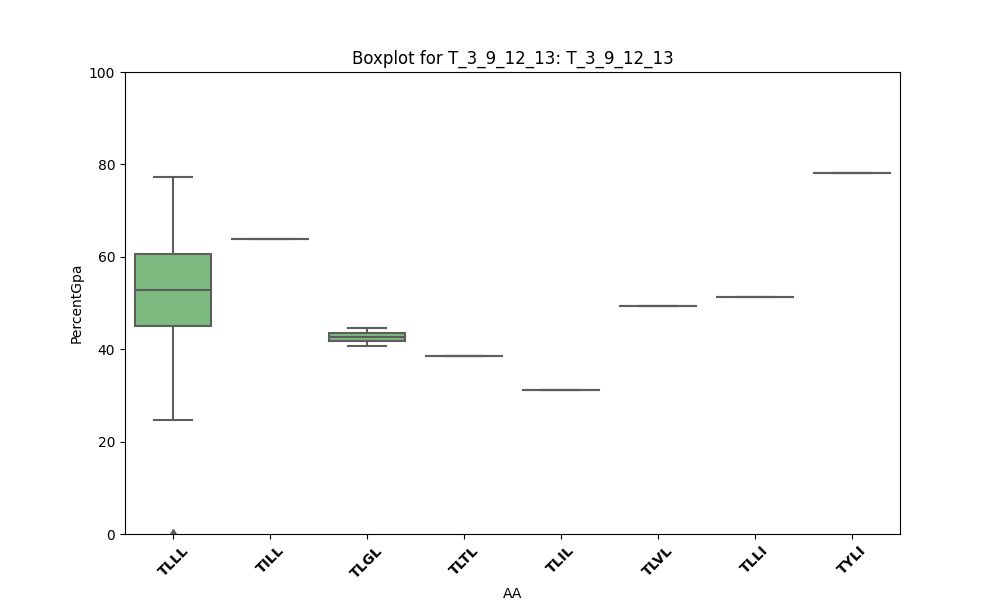 Boxplot for T_3_9_12_13: T_3_9_12_13
100
80
60
40
20
0
PercentGpa
TLLL
TILL
TLGL
TLTL
TLIL
TLVL
TLLI
TYLI
AA